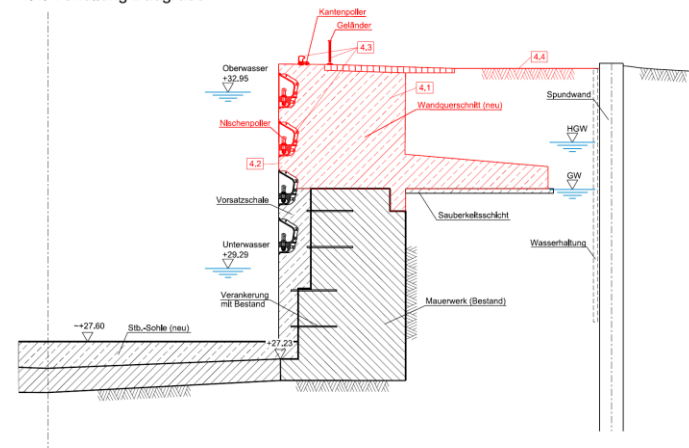 Kantenpoller
Geländer
4,3
4,4
Oberwasser
+32.95
4,1
Spundwand
Wandquerschnitt (neu)
Nischenpoller
HGW
4,2
GW
Vorsatzschale
Sauberkeitsschicht
Unterwasser
+29.29
Wasserhaltung
Verankerung
mit Bestand
Mauerwerk (Bestand)
~+27.60
Stb.-Sohle (neu)
+27.23